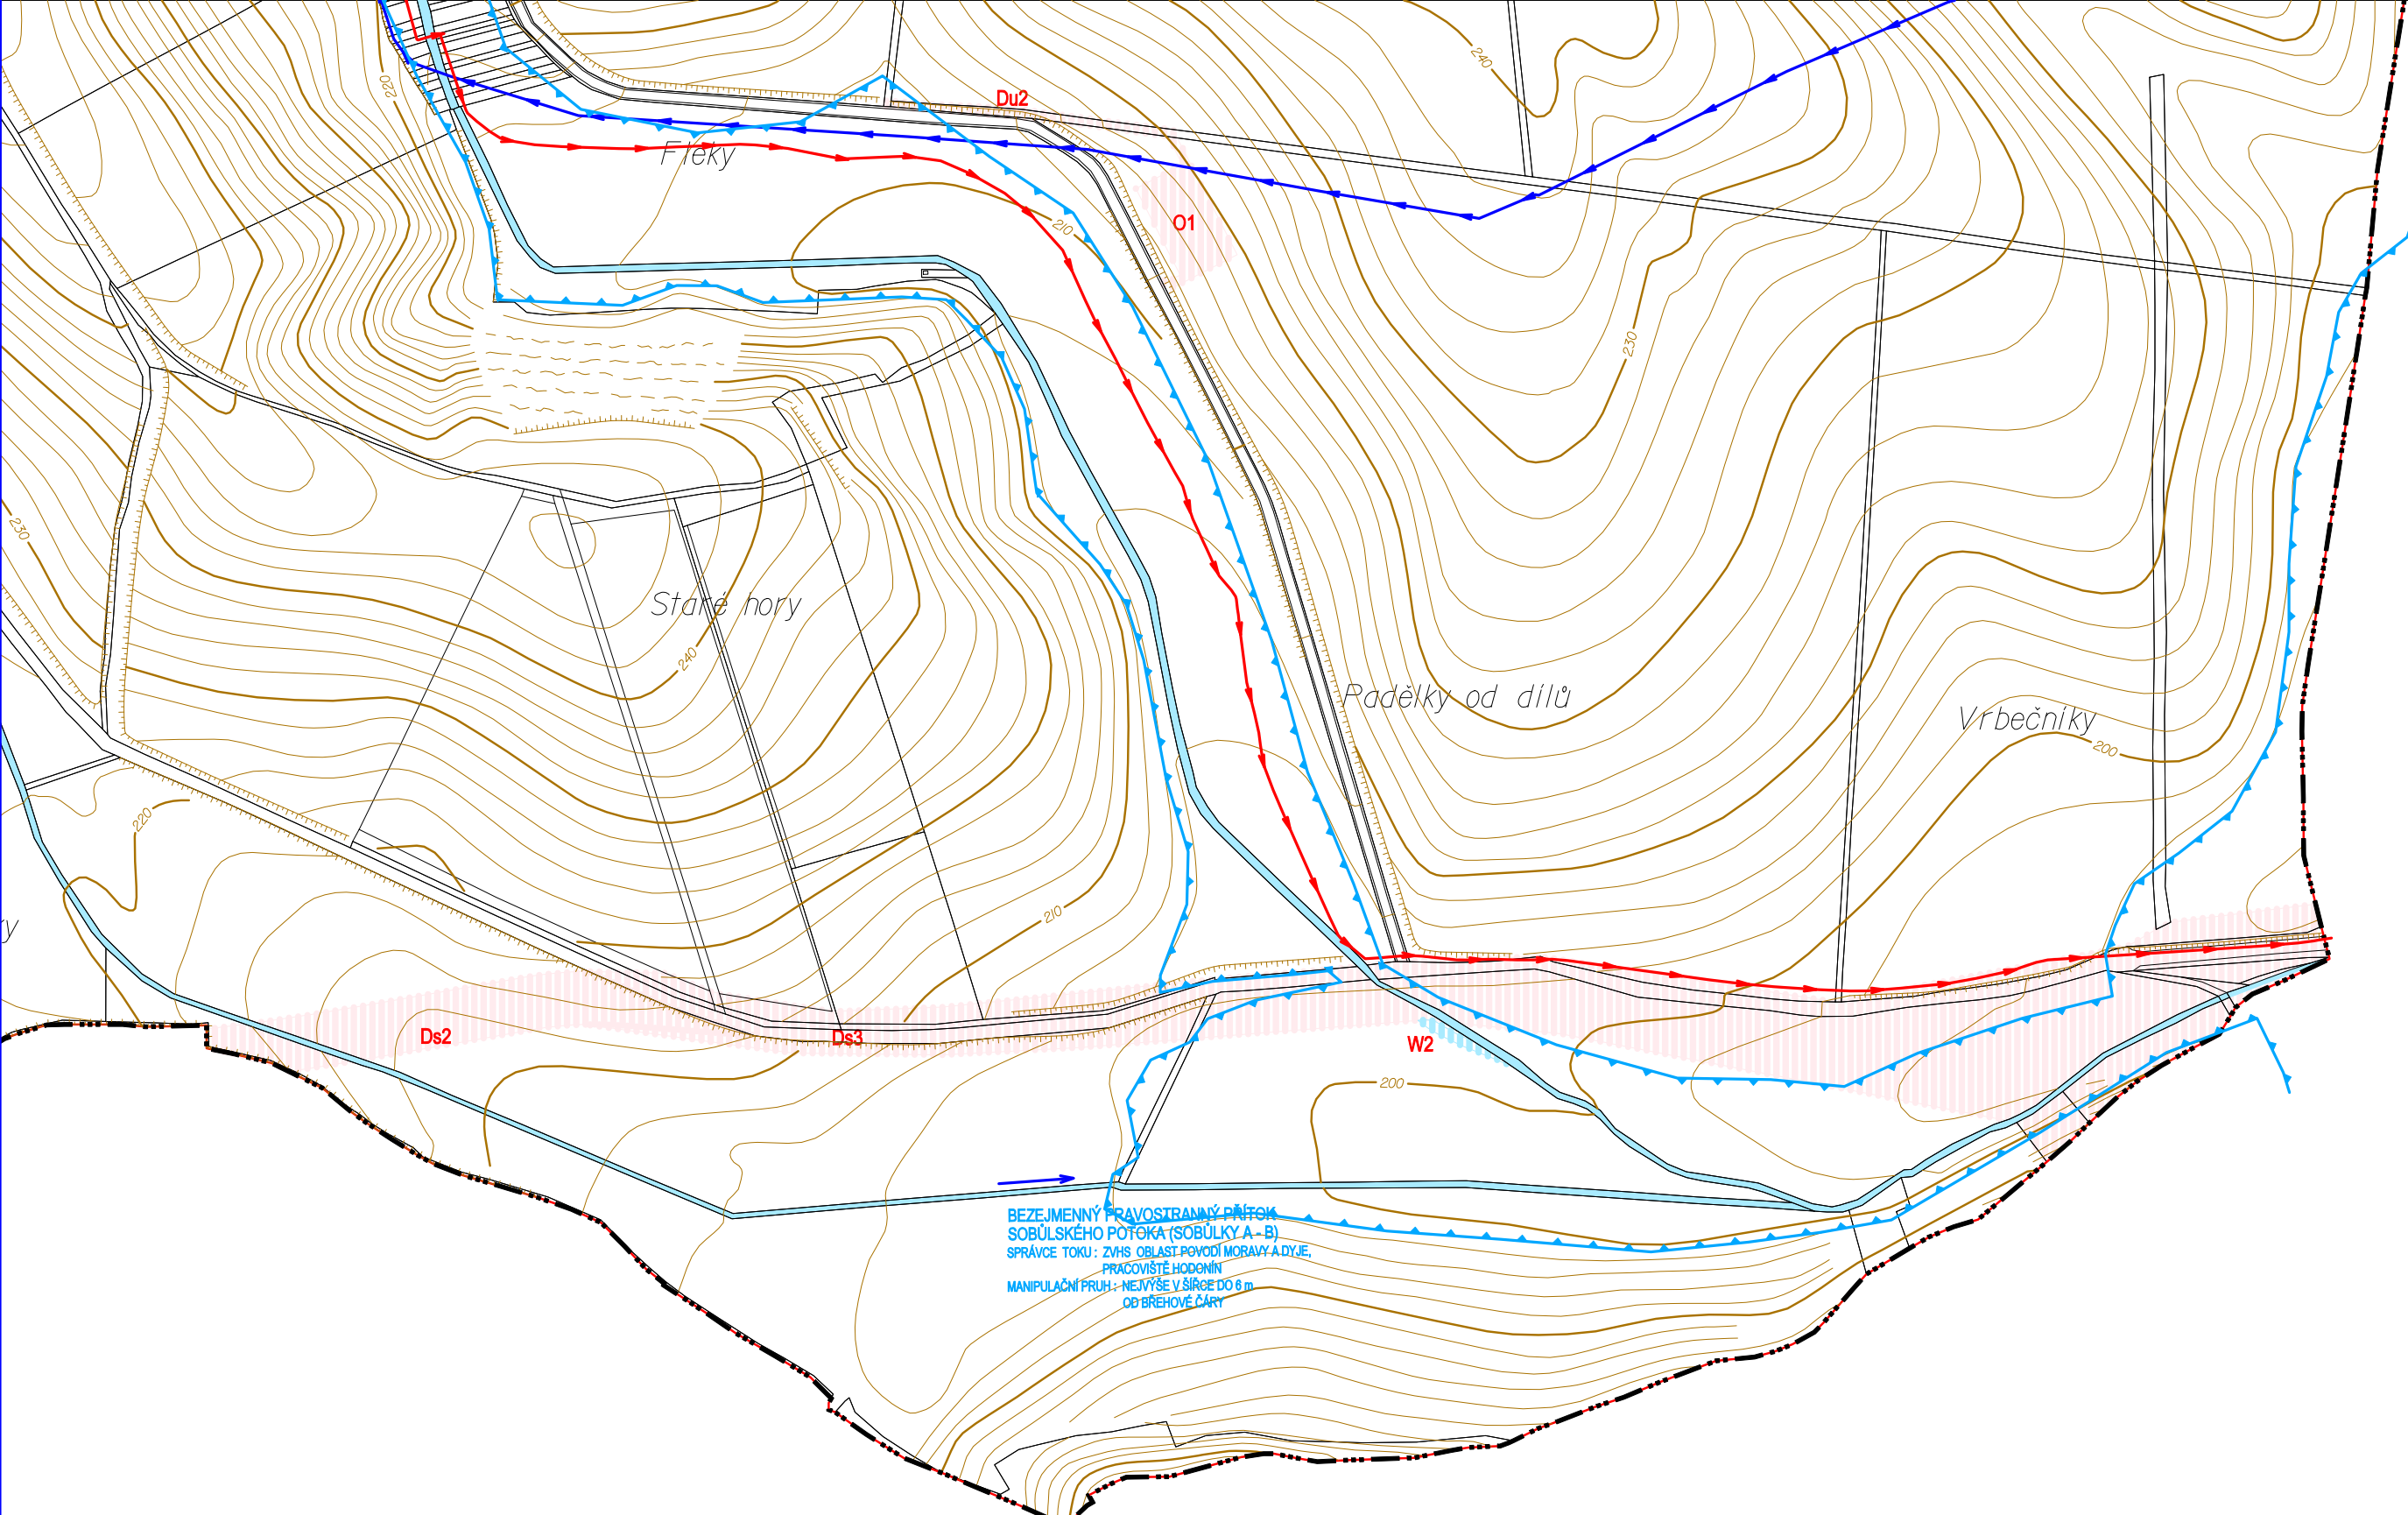 240
220
Du2
Fleky
O1
210
230
230
Staré hory
240
Padělky od dílů
Vrbečníky
200
220
210
Ds2
Ds3
W2
200
BEZEJMENNÝ PRAVOSTRANNÝ PŘÍTOK
SOBŮLSKÉHO POTOKA (SOBŮLKY A - B)
SPRÁVCE TOKU : ZVHS OBLAST POVODÍ MORAVY A DYJE,
PRACOVIŠTĚ HODONÍN
MANIPULAČNÍ PRUH : NEJVÝŠE V ŠÍŘCE DO 6 m
OD BŘEHOVÉ ČÁRY